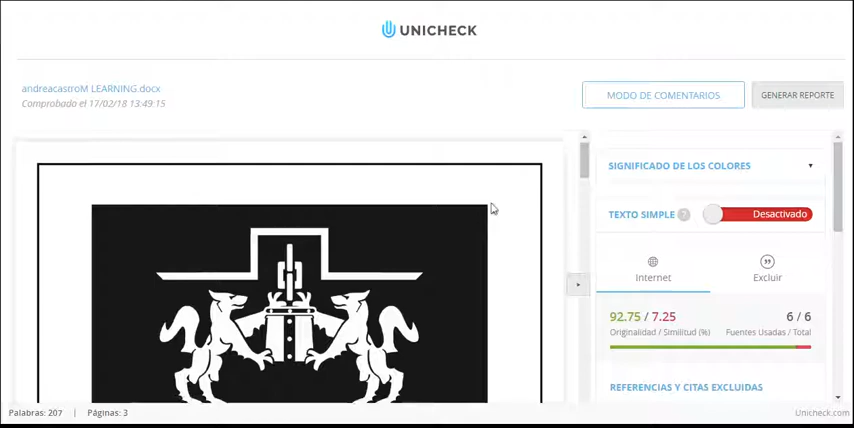 UNICHECK
andreacastroM LEARNING.docx
Comprobado el 17/02/18 13:49:15
MODO DE COMENTARIOS
GENERAR REPORTE
SIGNIFICADO DE LOS COLORES
TEXTO SIMPLE ? Desactivado
Internet Excluir
92.75 / 7.25 6 / 6
Originalidad / Similitud (%) Fuentes Usadas / Total
REFERENCIAS Y CITAS EXCLUIDAS
Palabras: 207 | Páginas: 3 Unicheck.com